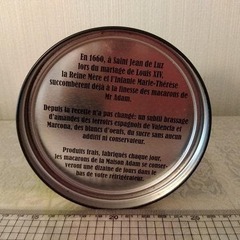 En 1660, à Saint Jean de Luz
lors du mariage de Louis XIV,
la Reine Mère et l'Infante Marie-Thérèse
succombèrent déjà à la finesse des macarons de
Mr Adam.
Depuis la recette n'a pas changé: un subtil brassage
d'amandes des terroirs espagnols de Valencia et
Marcona, des blancs d'oeufs, du sucre sans aucun
additif ni conservateur.
Produits frais, fabriqués chaque jour,
les macarons de la Maison Adam se conser-
veront une dizaine de jours dans le
bas de votre réfrigérateur.